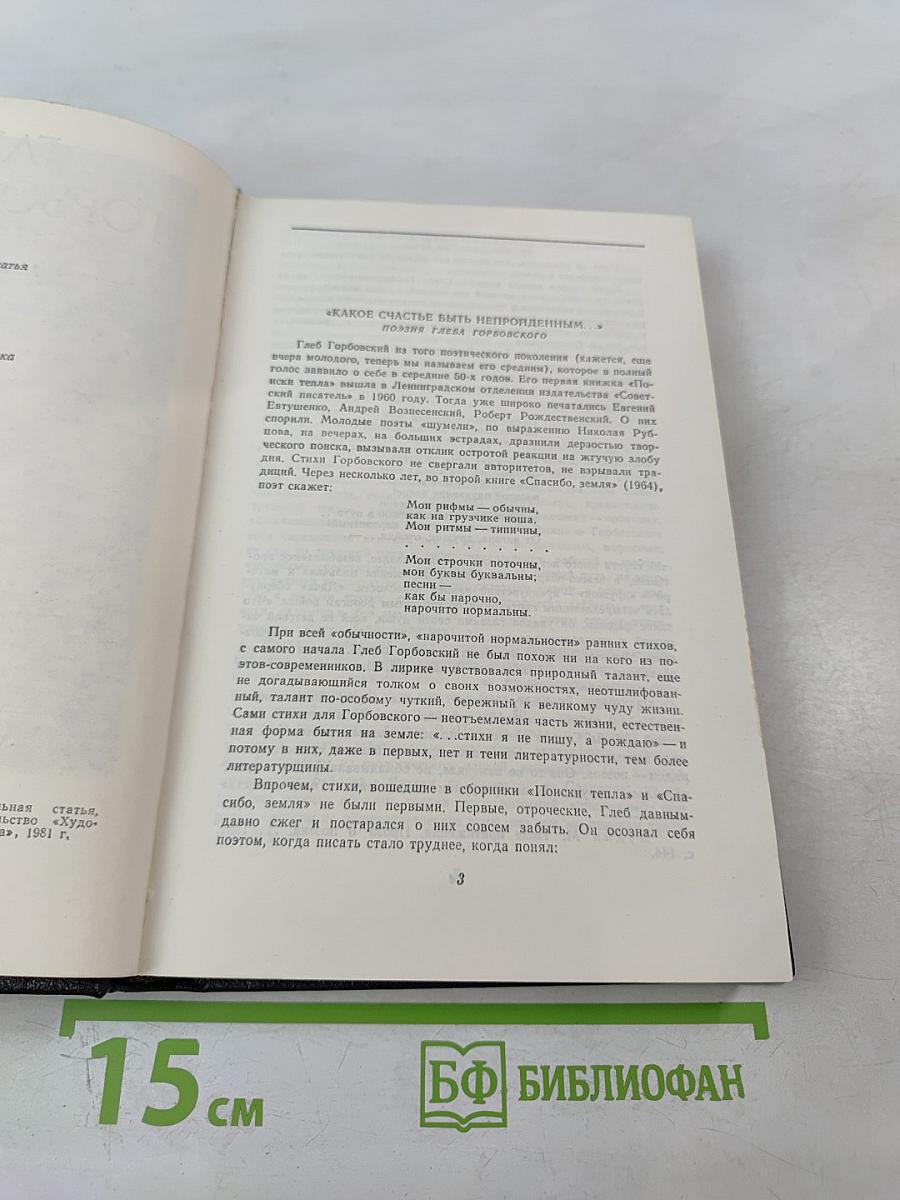 атья
ка
льная статья,
льство «Худо-
а», 1981 г.
«КАКОЕ СЧАСТЬЕ БЫТЬ НЕПРОЙДЕННЫМ...»
ПОЭЗИЯ ГЛЕБА ГОРБОВСКОГО
Глеб Горбовский из того поэтического поколения (кажется, еще
вчера молодого, теперь мы называем его средним), которое в полный
голос заявило о себе в середине 50-х годов. Его первая книжка «По-
иски тепла» вышла в Ленинградском отделении издательства «Совет-
ский писатель» в 1960 году. Тогда уже широко печатались Евгений
Евтушенко, Андрей Вознесенский, Роберт Рождественский. О них
спорили. Молодые поэты «шумели», по выражению Николая Руб-
цова, на вечерах, на больших эстрадах, дразнили дерзостью твор-
ческого поиска, вызывали отклик остротой реакции на жгучую злобу
дня. Стихи Горбовского не свергали авторитетов, не взрывали тра-
диций. Через несколько лет, во второй книге «Спасибо, земля» (1964),
поэт скажет:
Мои рифмы — обычны,
как на грузчике ноша,
Мои ритмы — типичны,
. . . . . . . . . .
Мои строчки поточны,
мои буквы буквальны;
песни —
как бы нарочно,
нарочито нормальны.
При всей «обычности», «нарочитой нормальности» ранних стихов,
с самого начала Глеб Горбовский не был похож ни на кого из по-
этов-современников. В лирике чувствовался природный талант, еще
не догадывающийся толком о своих возможностях, неотшлифован-
ный, талант по-особому чуткий, бережный к великому чуду жизни.
Сами стихи для Горбовского — неотъемлемая часть жизни, естествен-
ная форма бытия на земле: «...стихи я не пишу, а рождаю» — и
потому в них, даже в первых, нет и тени литературности, тем более
литературщины.
Впрочем, стихи, вошедшие в сборники «Поиски тепла» и «Спа-
сибо, земля» не были первыми. Первые, отроческие, Глеб давным-
давно сжег и постарался о них совсем забыть. Он осознал себя
поэтом, когда писать стало труднее, когда понял:
3
15 см
БФ БИБЛИОФАН